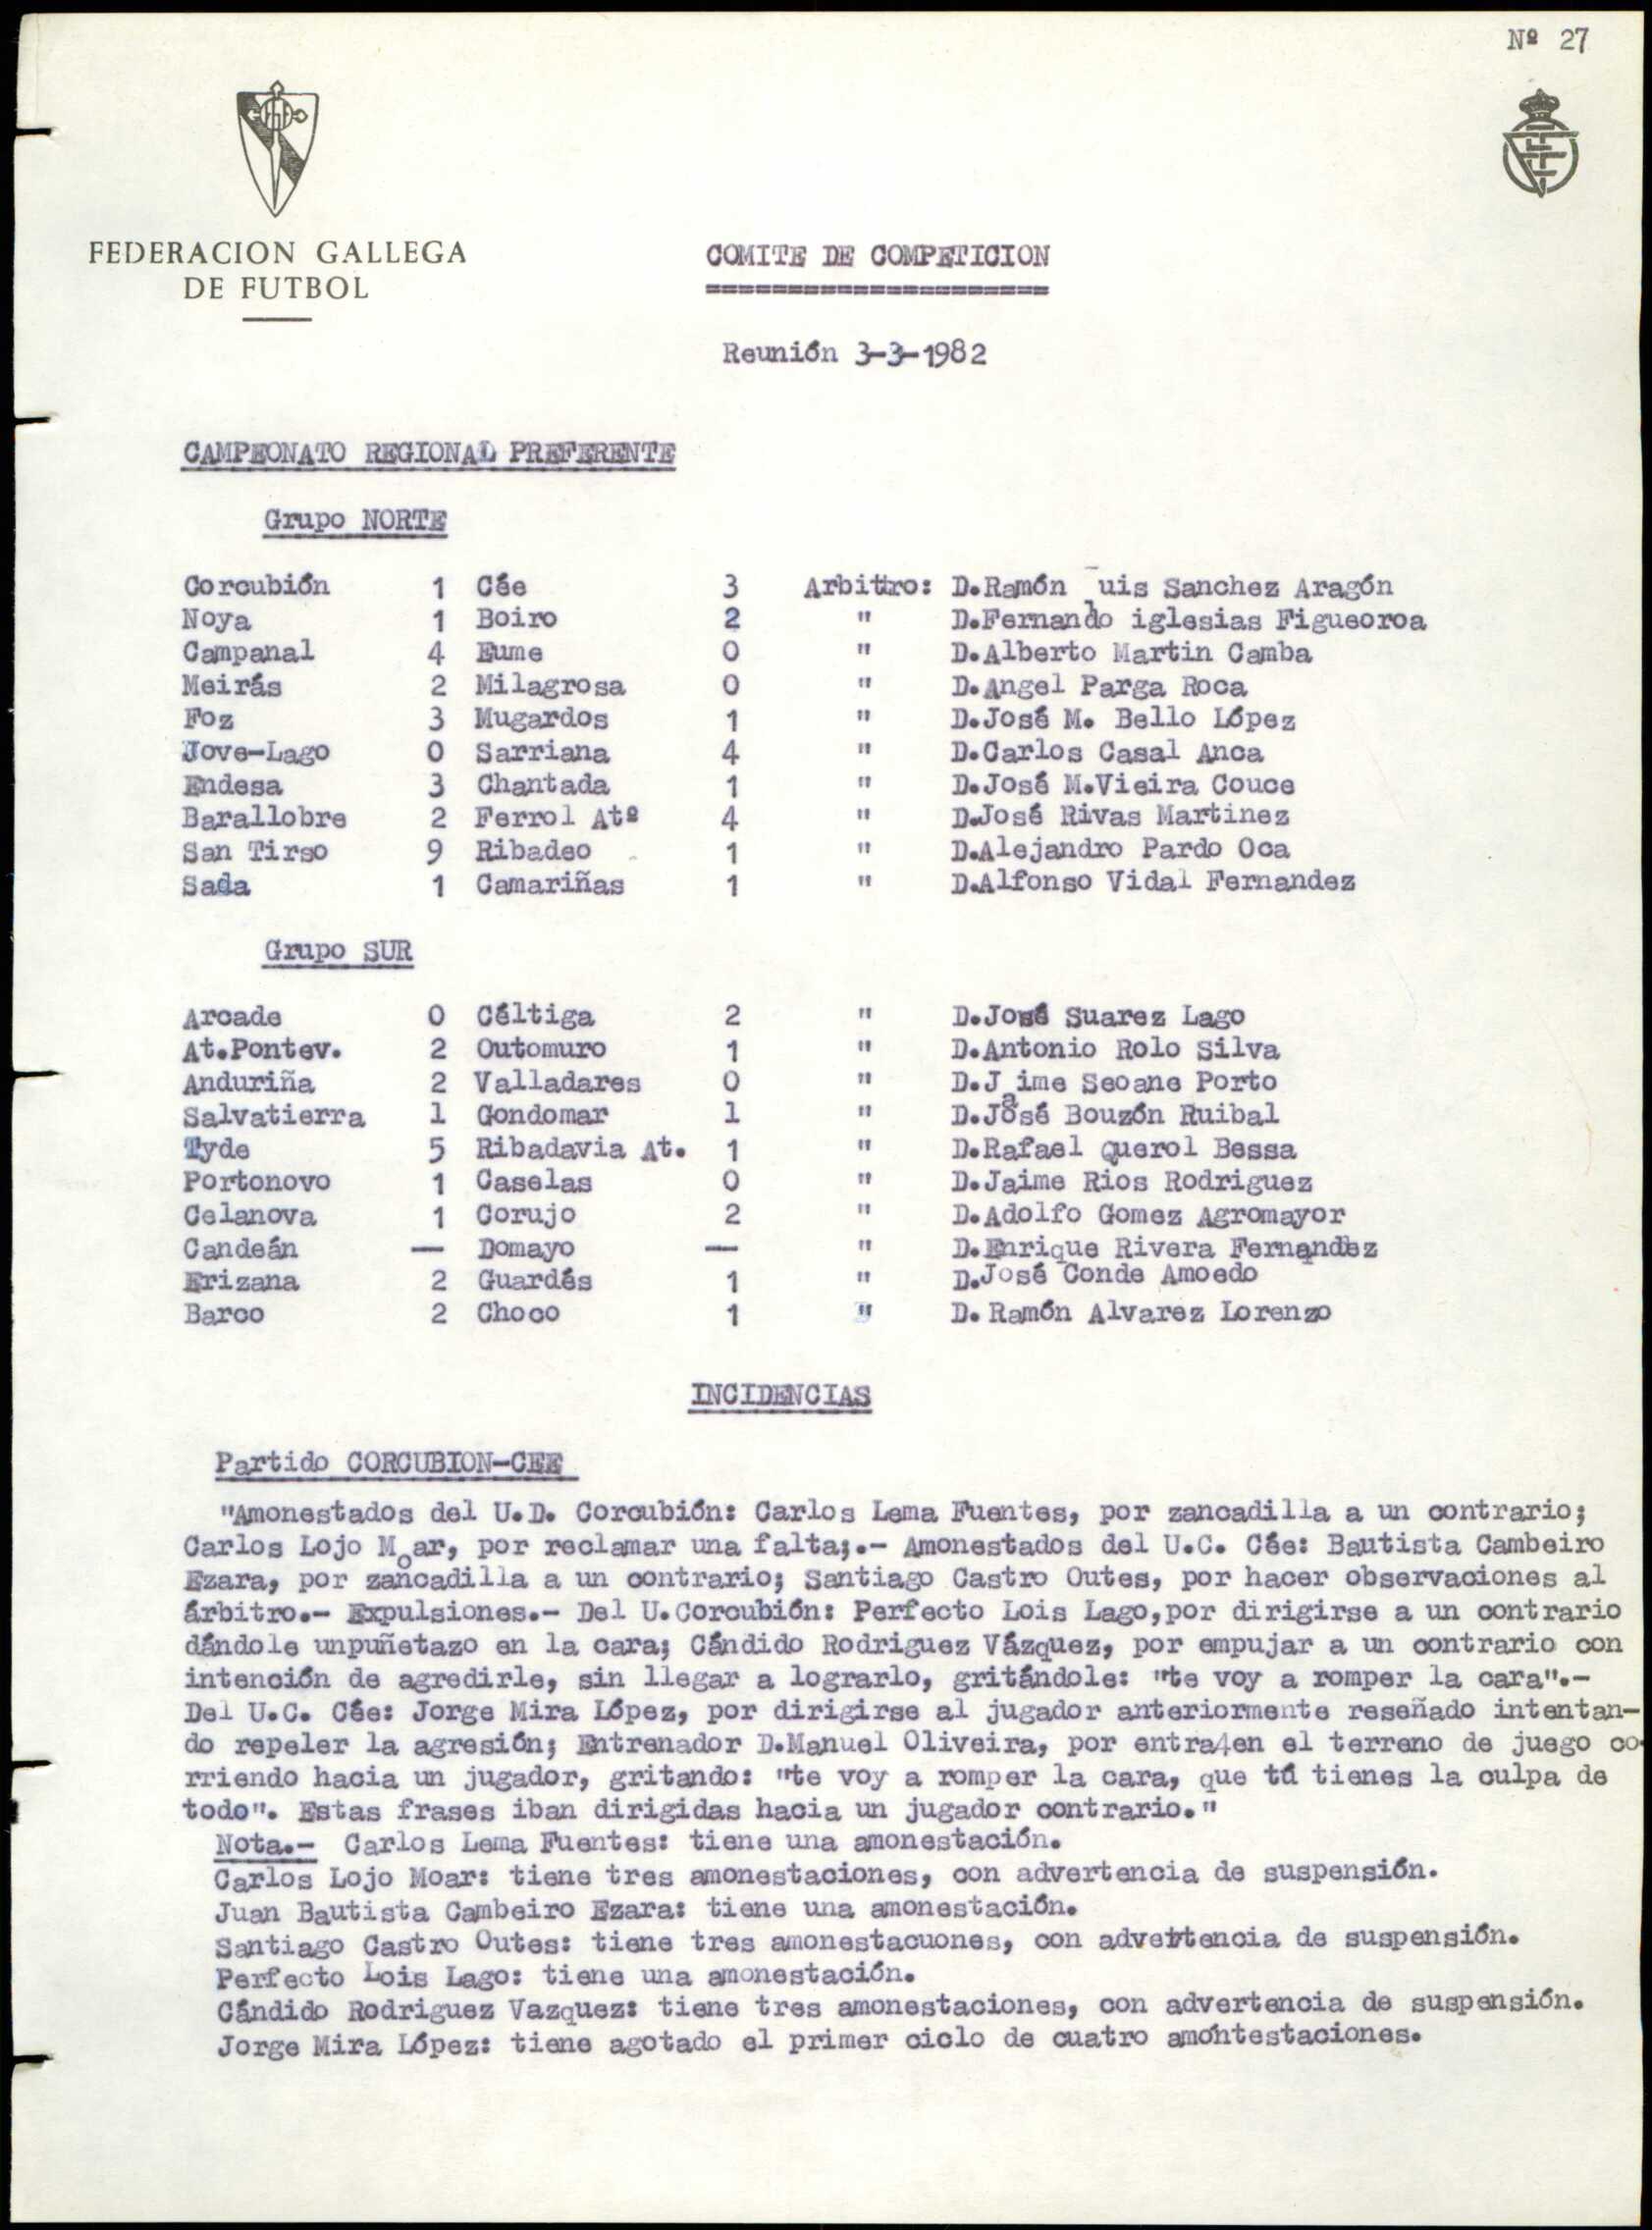 Nº 27
FEDERACION GALLEGA
DE FUTBOL
COMITE DE COMPETICION
=====================
Reunión 3-3-1982
CAMPEONATO REGIONAL PREFERENTE
Grupo NORTE
Corcubión 1 Cée 3 Arbittro: D.Ramón uis Sanchez Aragón
Noya 1 Boiro 2 " D.Fernando iglesias Figueoroa
Campanal 4 Eume 0 " D.Alberto Martin Camba
Meirás 2 Milagrosa 0 " D.Angel Parga Roca
Foz 3 Mugardos 1 " D.José M. Bello López
Jove-Lago 0 Sarriana 4 " D.Carlos Casal Anca
Endesa 3 Chantada 1 " D.José M.Vieira Couce
Barallobre 2 Ferrol Atº 4 " D.José Rivas Martinez
San Tirso 9 Ribadeo 1 " D.Alejandro Pardo Oca
Sada 1 Camariñas 1 " D.Alfonso Vidal Fernandez
Grupo SUR
Arcade 0 Céltiga 2 " D.José Suarez Lago
At.Pontev. 2 Outomuro 1 " D.Antonio Rolo Silva
Anduriña 2 Valladares 0 " D.Jaime Seoane Porto
Salvatierra 1 Gondomar 1 " D.José Bouzón Ruibal
Tyde 5 Ribadavia At. 1 " D.Rafael Querol Bessa
Portonovo 1 Caselas 0 " D.Jaime Rios Rodriguez
Celanova 1 Corujo 2 " D.Adolfo Gomez Agromayor
Candeán — Domayo — " D.Enrique Rivera Fernandez
Erizana 2 Guardés 1 " D.José Conde Amoedo
Barco 2 Choco 1 " D. Ramón Alvarez Lorenzo
INCIDENCIAS
Partido CORCUBION-CEE
"Amonestados del U.D. Corcubión: Carlos Lema Fuentes, por zancadilla a un contrario;
Carlos Lojo Moar, por reclamar una falta;.- Amonestados del U.C. Cée: Bautista Cambeiro
Ezara, por zancadilla a un contrario; Santiago Castro Outes, por hacer observaciones al
árbitro.- Expulsiones.- Del U.Corcubión: Perfecto Lois Lago,por dirigirse a un contrario
dándole unpuñetazo en la cara; Cándido Rodriguez Vázquez, por empujar a un contrario con
intención de agredirle, sin llegar a lograrlo, gritándole: "te voy a romper la cara".-
Del U.C. Cée: Jorge Mira López, por dirigirse al jugador anteriormente reseñado intentan-
do repeler la agresión; Entrenador D.Manuel Oliveira, por entra4en el terreno de juego co-
rriendo hacia un jugador, gritando: "te voy a romper la cara, que tú tienes la culpa de
todo". Estas frases iban dirigidas hacia un jugador contrario."
Nota.- Carlos Lema Fuentes: tiene una amonestación.
Carlos Lojo Moar: tiene tres amonestaciones, con advertencia de suspensión.
Juan Bautista Cambeiro Ezara: tiene una amonestación.
Santiago Castro Outes: tiene tres amonestacuones, con advertencia de suspensión.
Perfecto Lois Lago: tiene una amonestación.
Cándido Rodriguez Vazquez: tiene tres amonestaciones, con advertencia de suspensión.
Jorge Mira López: tiene agotado el primer ciclo de cuatro amontestaciones.